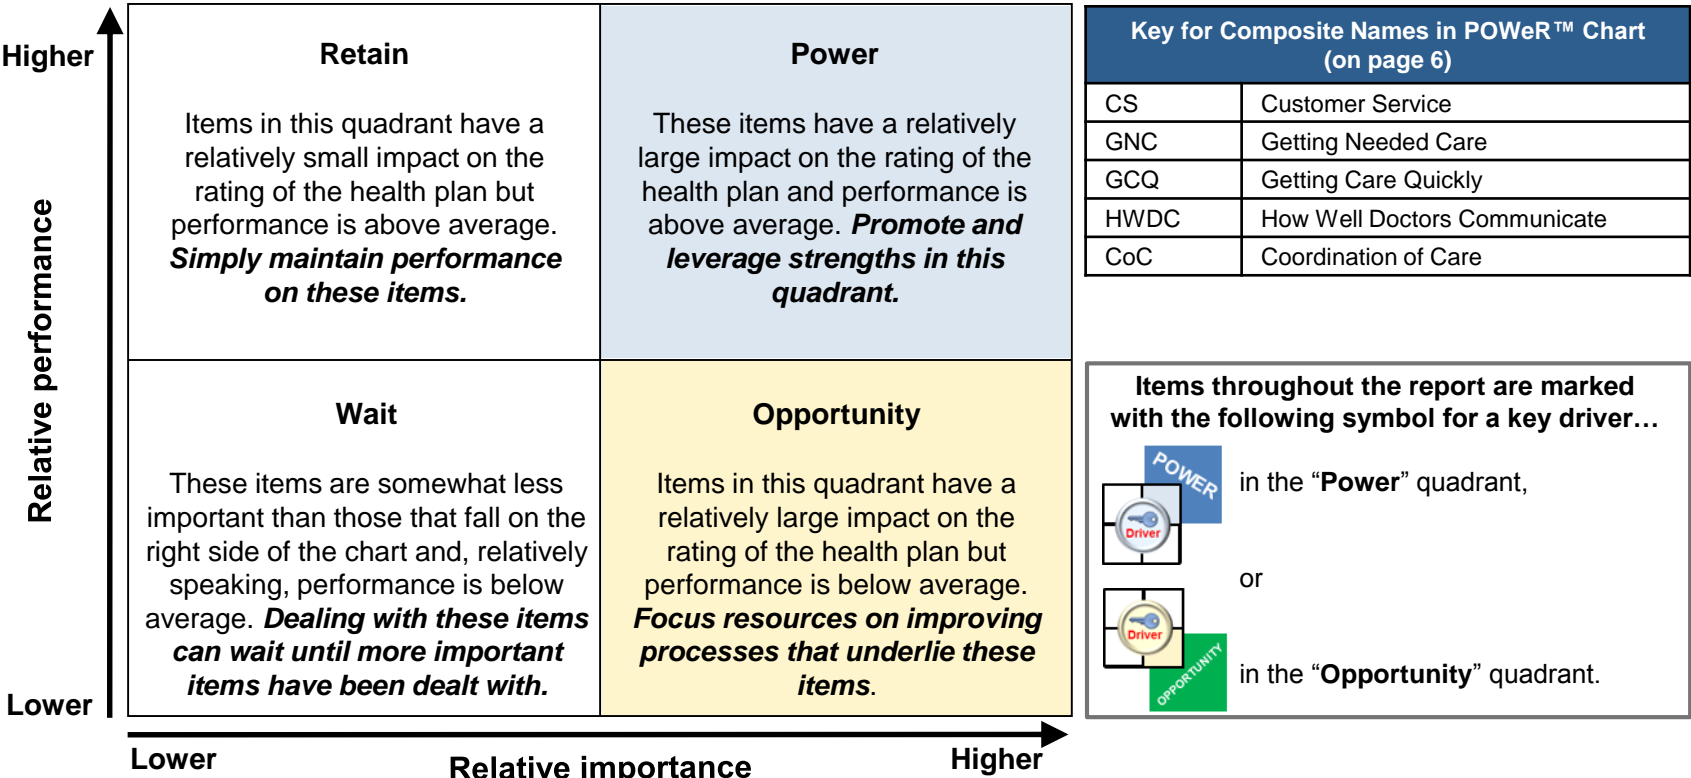 Higher
Relative performance
Lower
Retain
Items in this quadrant have a
relatively small impact on the
rating of the health plan but
performance is above average.
Simply maintain performance
on these items.
Power
These items have a relatively
large impact on the rating of the
health plan and performance is
above average. Promote and
leverage strengths in this
quadrant.
Wait
These items are somewhat less
important than those that fall on the
right side of the chart and, relatively
speaking, performance is below
average. Dealing with these items
can wait until more important
items have been dealt with.
Opportunity
Items in this quadrant have a
relatively large impact on the
rating of the health plan but
performance is below average.
Focus resources on improving
processes that underlie these
items.
Lower
Relative importance
Higher
Key for Composite Names in POWeR™ Chart
(on page 6)
CS Customer Service
GNC Getting Needed Care
GCQ Getting Care Quickly
HWDC How Well Doctors Communicate
CoC Coordination of Care
Items throughout the report are marked
with the following symbol for a key driver…
POWER
Driver
in the “Power” quadrant,
or
Driver
OPPORTUNITY
in the “Opportunity” quadrant.